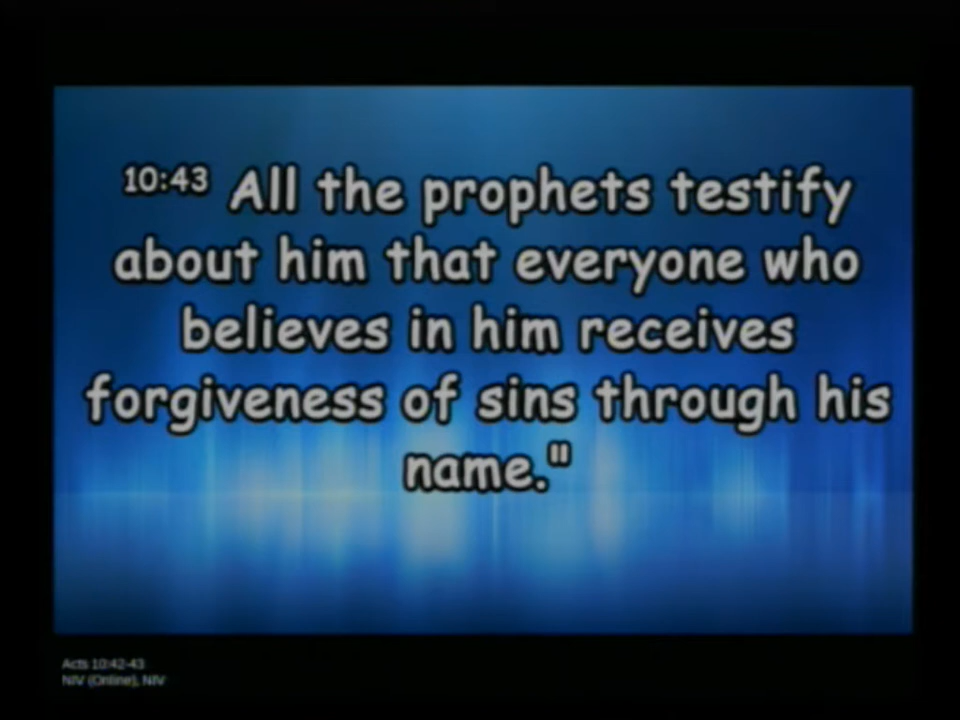 10:43 All the prophets testify
about him that everyone who
believes in him receives
forgiveness of sins through his
name."
Acts 10:42-43
NIV (Online), NIV